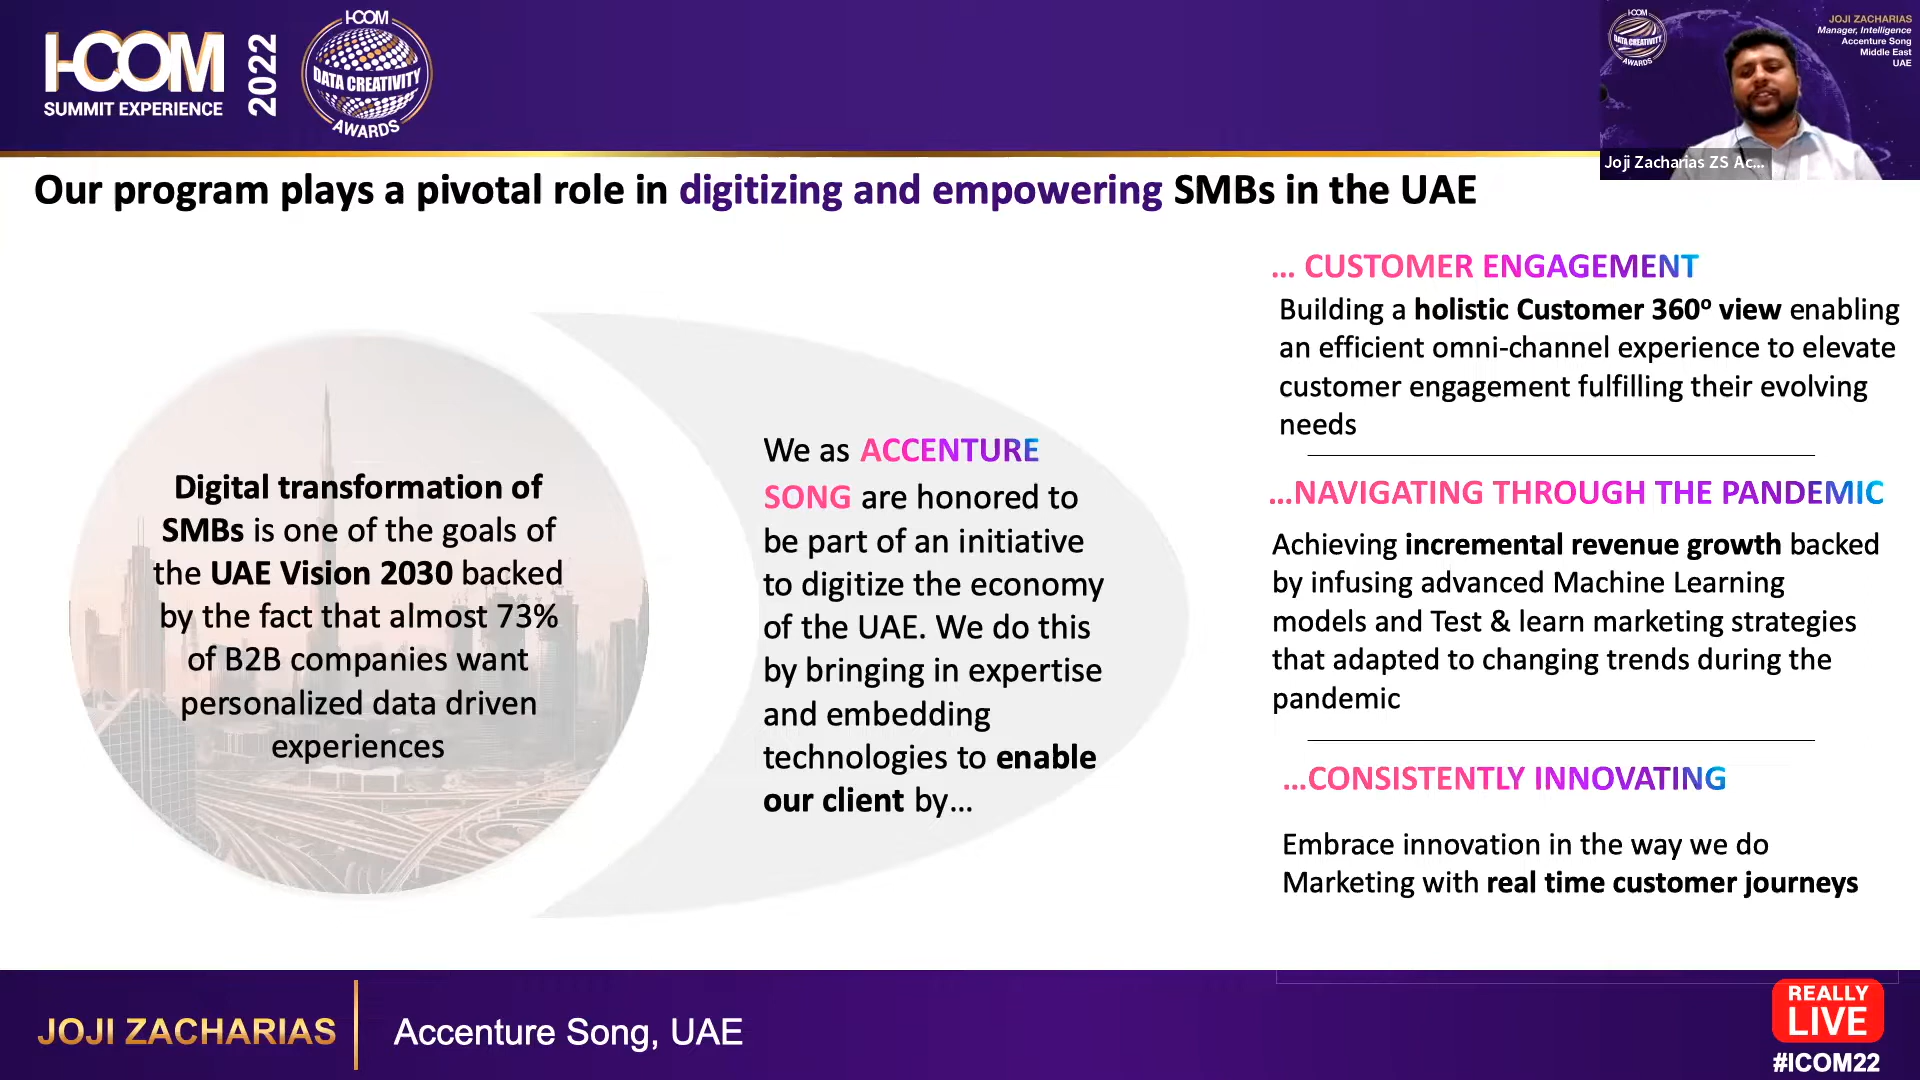 I-COM
SUMMIT EXPERIENCE
2022
I-COM
DATA CREATIVITY
AWARDS
I-COM
DATA CREATIVITY
AWARDS
JOJI ZACHARIAS
Manager, Intelligence
Accenture Song
Middle East
UAE
Joji Zacharias ZS Ac...
Our program plays a pivotal role in digitizing and empowering SMBs in the UAE
Digital transformation of
SMBs is one of the goals of
the UAE Vision 2030 backed
by the fact that almost 73%
of B2B companies want
personalized data driven
experiences
We as ACCENTURE
SONG are honored to
be part of an initiative
to digitize the economy
of the UAE. We do this
by bringing in expertise
and embedding
technologies to enable
our client by...
... CUSTOMER ENGAGEMENT
Building a holistic Customer 360º view enabling
an efficient omni-channel experience to elevate
customer engagement fulfilling their evolving
needs
...NAVIGATING THROUGH THE PANDEMIC
Achieving incremental revenue growth backed
by infusing advanced Machine Learning
models and Test & learn marketing strategies
that adapted to changing trends during the
pandemic
...CONSISTENTLY INNOVATING
Embrace innovation in the way we do
Marketing with real time customer journeys
JOJI ZACHARIAS
Accenture Song, UAE
REALLY
LIVE
#ICOM22